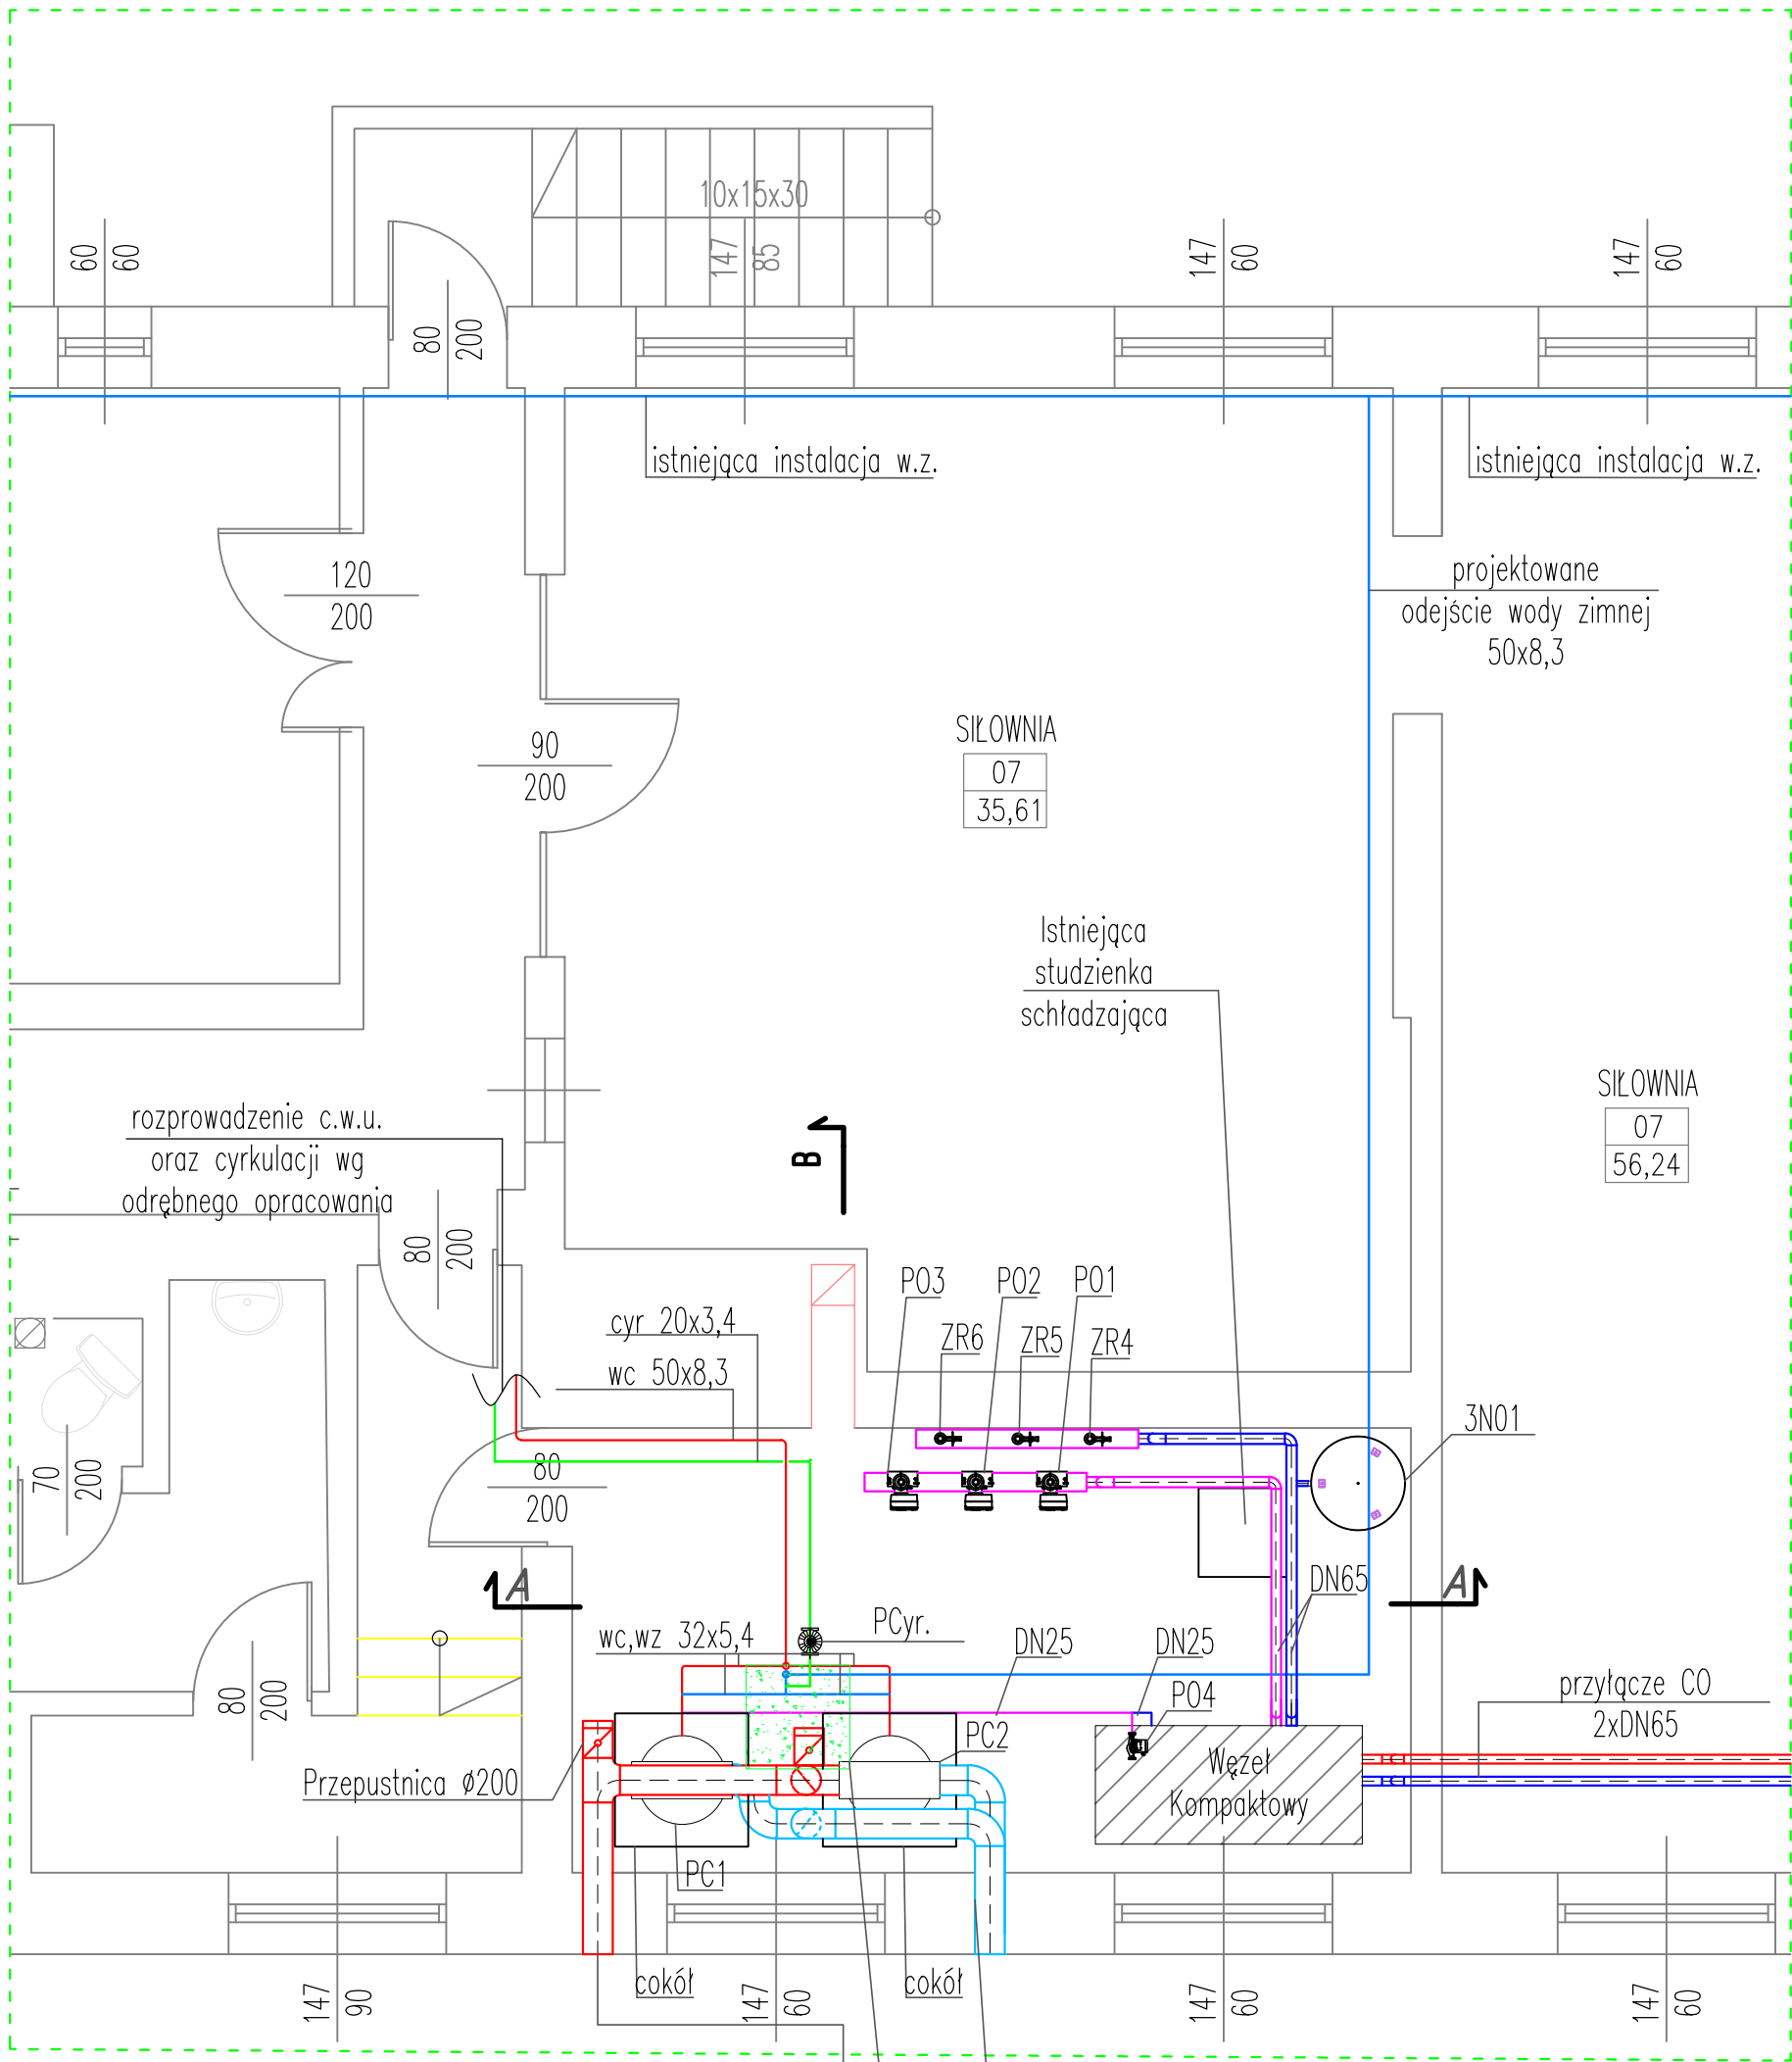 10x15x30
60
60
147
85
147
60
147
60
80
200
istniejąca instalacja w.z.
istniejąca instalacja w.z.
120
200
projektowane
odejście wody zimnej
50x8,3
90
200
SIŁOWNIA
07
35,61
Istniejąca
studzienka
schładzająca
SIŁOWNIA
07
56,24
rozprowadzenie c.w.u.
oraz cyrkulacji wg
odrębnego opracowania
B
80
200
PO3
PO2
PO1
cyr 20x3,4
ZR6
ZR5
ZR4
wc 50x8,3
3N01
70
200
80
200
A
A
DN65
wc,wz 32x5,4
PCyr.
DN25
DN25
80
200
PO4
przyłącze CO
2xDN65
PC2
Przepustnica ø200
Węzeł
Kompaktowy
PC1
cokół
cokół
147
90
147
60
147
60
147
60